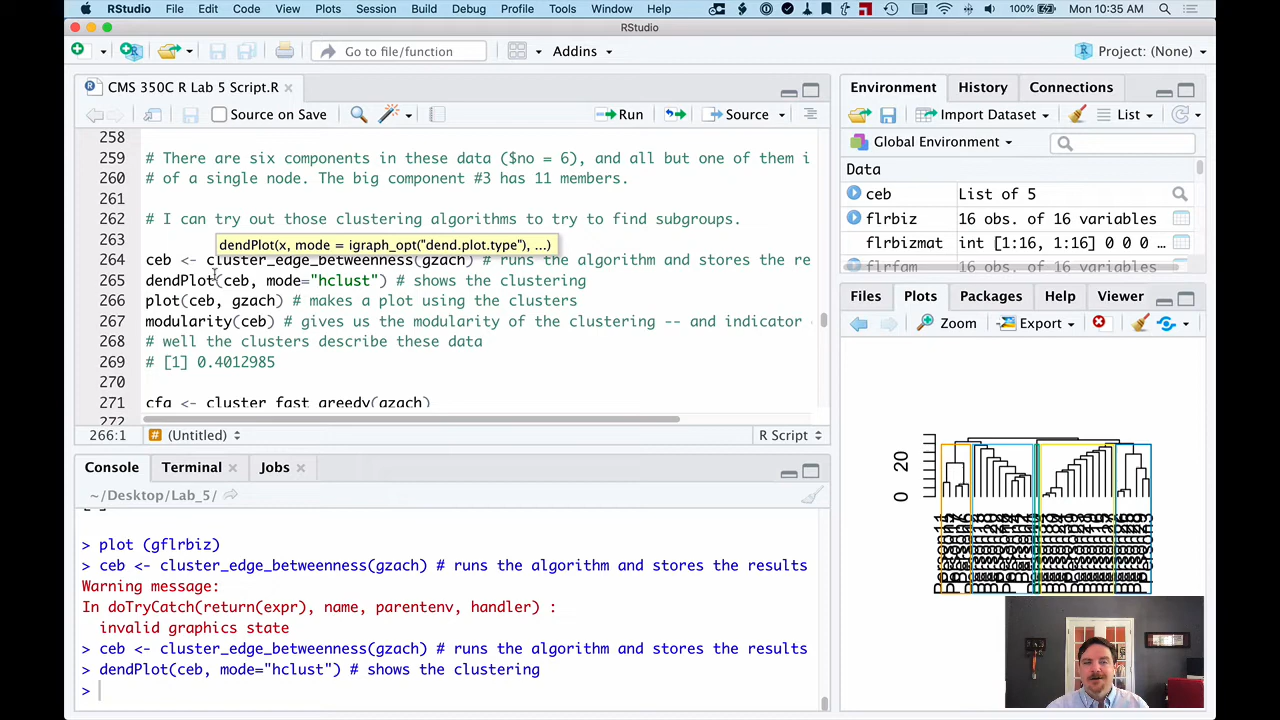 RStudio File Edit Code View Plots Session Build Debug Profile Tools Window Help 100% Mon 10:35 AM
RStudio
Go to file/function Addins Project: (None)
CMS 350C R Lab 5 Script.R
Source on Save Run Source
258
259 # There are six components in these data ($no = 6), and all but one of them i
260 # of a single node. The big component #3 has 11 members.
261
262 # I can try out those clustering algorithms to try to find subgroups.
263
dendPlot(x, mode = igraph_opt("dend.plot.type"), ...)
264 ceb <- cluster_edge_betweenness(gzach) # runs the algorithm and stores the re
265 dendPlot(ceb, mode="hclust") # shows the clustering
266 plot(ceb, gzach) # makes a plot using the clusters
267 modularity(ceb) # gives us the modularity of the clustering -- and indicator
268 # well the clusters describe these data
269 # [1] 0.4012985
270
271 cfg <- cluster_fast_greedy(gzach)
272
266:1 # (Untitled) R Script
Console Terminal Jobs
~/Desktop/Lab_5/
> plot (gflrbiz)
> ceb <- cluster_edge_betweenness(gzach) # runs the algorithm and stores the results
Warning message:
In doTryCatch(return(expr), name, parentenv, handler) :
invalid graphics state
> ceb <- cluster_edge_betweenness(gzach) # runs the algorithm and stores the results
> dendPlot(ceb, mode="hclust") # shows the clustering
>
Environment History Connections
Import Dataset List
Global Environment
Data
ceb List of 5
flrbiz 16 obs. of 16 variables
flrbizmat int [1:16, 1:16] 0 0 0 …
flrfam 16 obs. of 16 variables
Files Plots Packages Help Viewer
Zoom Export
20
0